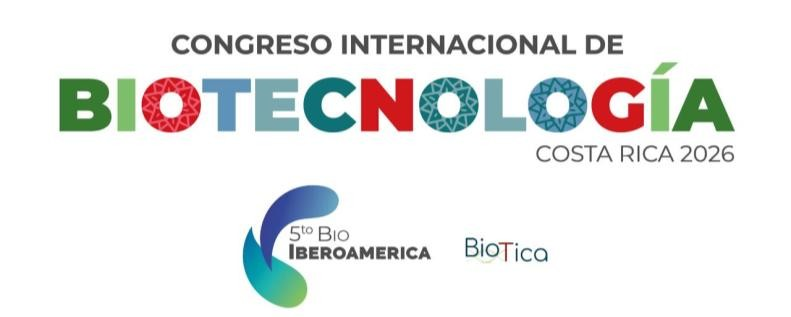 CONGRESO INTERNACIONAL DE
BIOTECNOLOGÍA
COSTA RICA 2026
5to BIO
IBEROAMERICA
BioTica